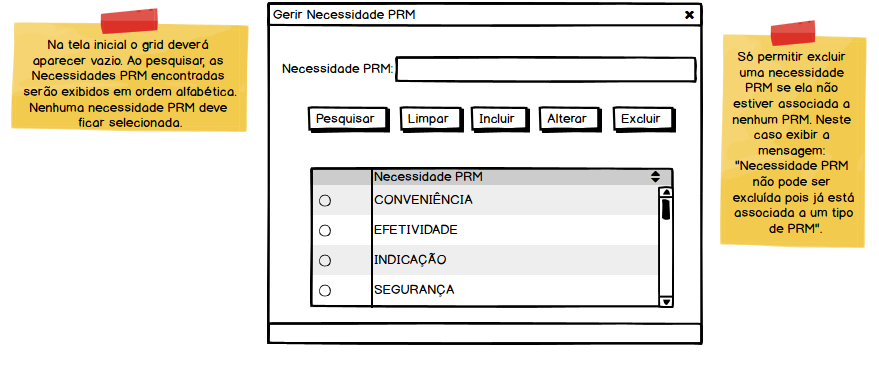 Na tela inicial o grid deverá
aparecer vazio. Ao pesquisar, as
Necessidades PRM encontradas
serão exibidos em ordem alfabética.
Nenhuma necessidade PRM deve
ficar selecionada.
Gerir Necessidade PRM
Necessidade PRM:
Pesquisar
Limpar
Incluir
Alterar
Excluir
Necessidade PRM
CONVENIÊNCIA
EFETIVIDADE
INDICAÇÃO
SEGURANÇA
Só permitir excluir
uma necessidade
PRM se ela não
estiver associada a
nenhum PRM. Neste
caso exibir a
mensagem:
"Necessidade PRM
não pode ser
excluída pois já está
associada a um tipo
de PRM".